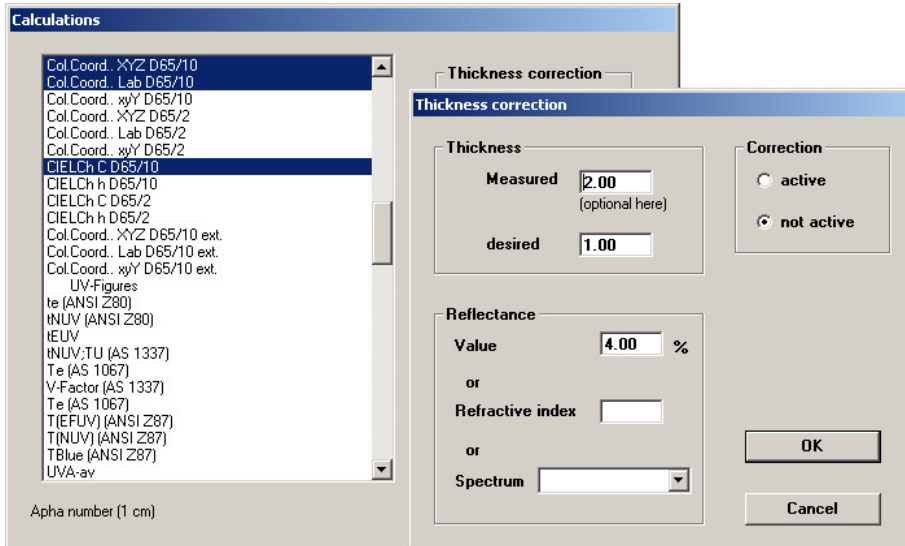 Calculations
Col.Coord.. XYZ D65/10
Col.Coord.. Lab D65/10
Col.Coord.. xyY D65/10
Col.Coord.. XYZ D65/2
Col.Coord.. Lab D65/2
Col.Coord.. xyY D65/2
CIELCh C D65/10
CIELCh h D65/10
CIELCh C D65/2
CIELCh h D65/2
Col.Coord.. XYZ D65/10 ext.
Col.Coord.. Lab D65/10 ext.
Col.Coord.. xyY D65/10 ext.
UV-Figures
te (ANSI Z80)
tNUV (ANSI Z80)
tEUV
tNUV;TU (AS 1337)
Te (AS 1067)
V-Factor (AS 1337)
Te (AS 1067)
T(EFUV) (ANSI Z87)
T(NUV) (ANSI Z87)
TBlue (ANSI Z87)
UVA-av
Apha number (1 cm)
Thickness correction
Thickness correction
Thickness
Measured 2.00
(optional here)
desired 1.00
Correction
active
not active
Reflectance
Value 4.00 %
or
Refractive index
or
Spectrum
OK
Cancel